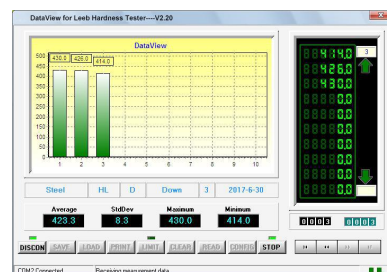 DataView for Leeb Hardness Tester----V2.20
DataView
500
450
400
350
300
250
200
150
100
50
0
430.0 426.0 414.0
1 2 3 4 5 6 7 8 9 10
Steel HL D Down 3 2017-6-30
Average StdDev Maximum Minimum
423.3 8.3 430.0 414.0
DISCON SAVE LOAD PRINT LIMIT CLEAR READ CONFIG STOP
COM2 Connected Receiving measurement data
414.0 3
426.0
430.0
0.0
0.0
0.0
0.0
0.0
0.0
0.0
0003 0003